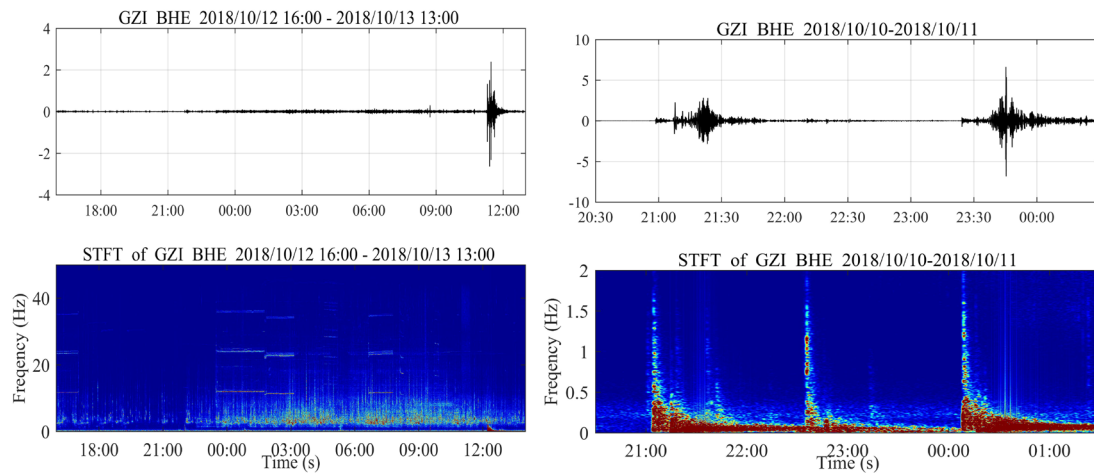 GZI BHE 2018/10/12 16:00 - 2018/10/13 13:00
4
2
0
-2
-4
18:00 21:00 00:00 03:00 06:00 09:00 12:00
GZI BHE 2018/10/10-2018/10/11
10
5
0
-5
-10
20:30 21:00 21:30 22:00 22:30 23:00 23:30 00:00
STFT of GZI BHE 2018/10/12 16:00 - 2018/10/13 13:00
Freqency (Hz)
40
20
0
18:00 21:00 00:00 03:00 06:00 09:00 12:00
Time (s)
STFT of GZI BHE 2018/10/10-2018/10/11
Freqency (Hz)
2
1.5
1
0.5
0
21:00 22:00 23:00 00:00 01:00
Time (s)